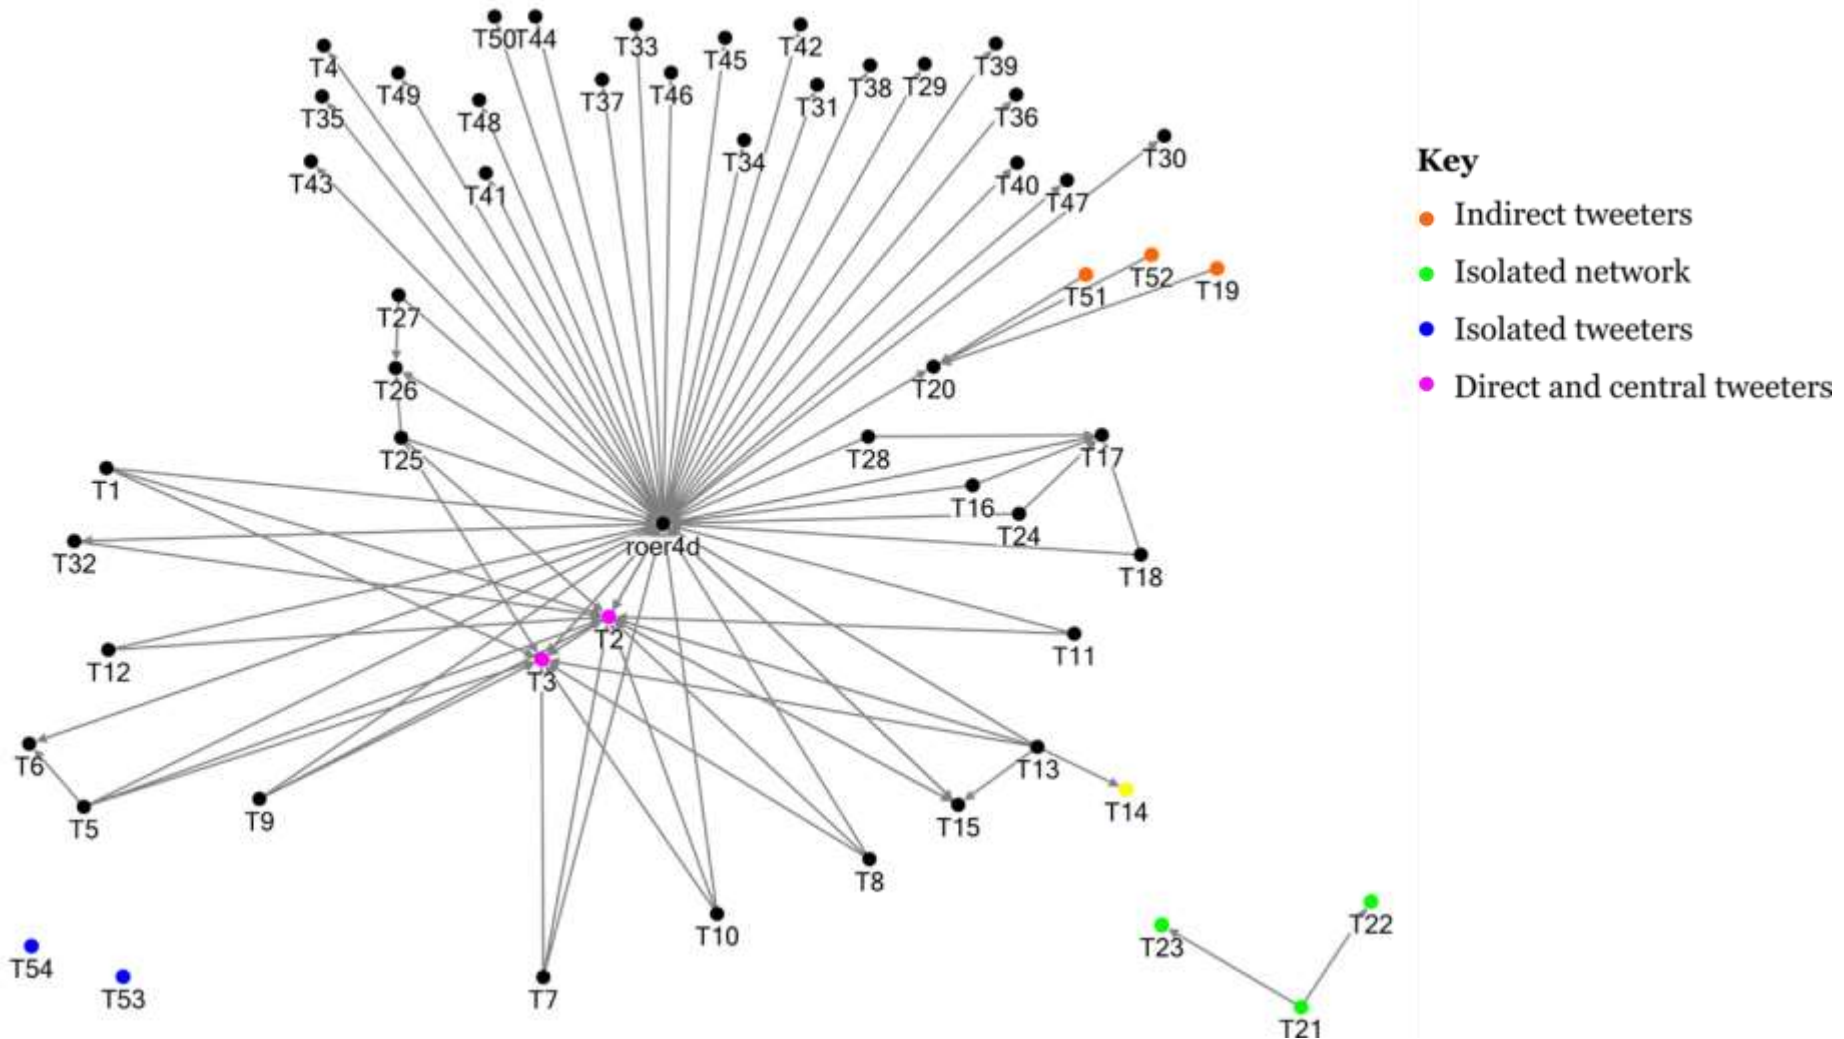 T50 T44
T33
T42
T45
T4
T39
T49
T37
T46
T38
T29
T31
T35
T48
T36
T34
T30
T43
T41
T40
T47
T52
T51
T19
T27
T26
T20
T25
T28
T17
T1
T16
T24
roer4d
T32
T18
T2
T12
T11
T3
T6
T13
T14
T5
T9
T15
T8
T10
T23
T22
T54
T53
T7
T21
Key
Indirect tweeters
Isolated network
Isolated tweeters
Direct and central tweeters